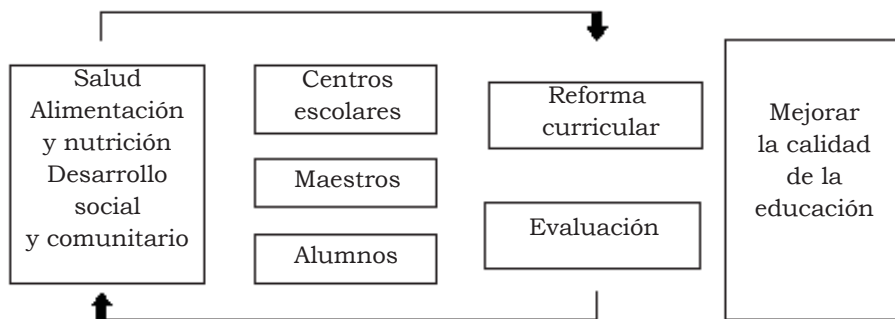 Salud
Alimentación
y nutrición
Desarrollo
social
y comunitario
Centros
escolares
Maestros
Alumnos
Reforma
curricular
Evaluación
Mejorar
la calidad
de la
educación